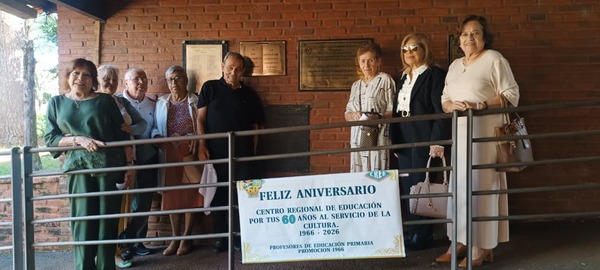 FELIZ ANIVERSARIO
CENTRO REGIONAL DE EDUCACIÓN
POR TUS 60 AÑOS AL SERVICIO DE LA
CULTURA.
1966 - 2026
PROFESORES DE EDUCACIÓN PRIMARIA
PROMOCION 1966